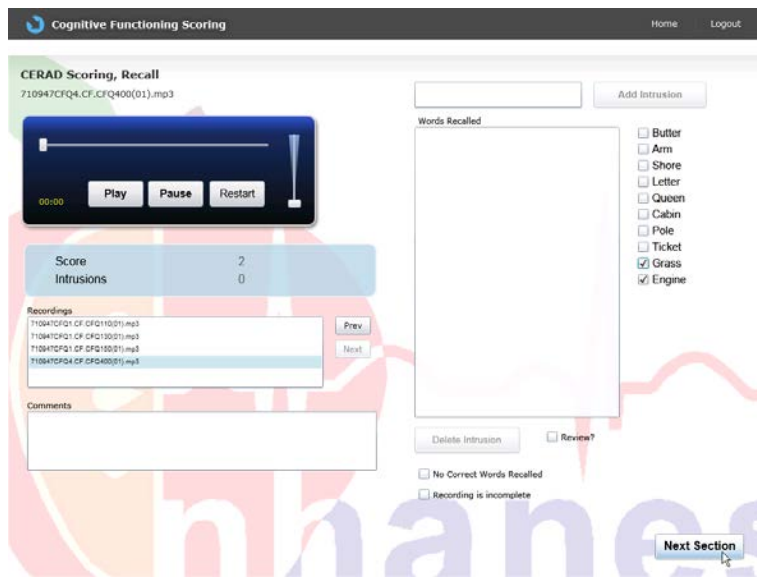 Cognitive Functioning Scoring
Home Logout
CERAD Scoring, Recall
710947CFQ4.CF.CFQ400(01).mp3
Add Intrusion
Words Recalled
Butter
Arm
Shore
Letter
Queen
Cabin
Pole
Ticket
Grass
Engine
00:00
Play
Pause
Restart
Score 2
Intrusions 0
Recordings
710947CFQ1.CF.CFQ110(01).mp3
710947CFQ1.CF.CFQ130(01).mp3
710947CFQ1.CF.CFQ150(01).mp3
710947CFQ4.CF.CFQ400(01).mp3
Prev
Next
Comments
Delete Intrusion
Review?
No Correct Words Recalled
Recording is incomplete
nhanes
Next Section